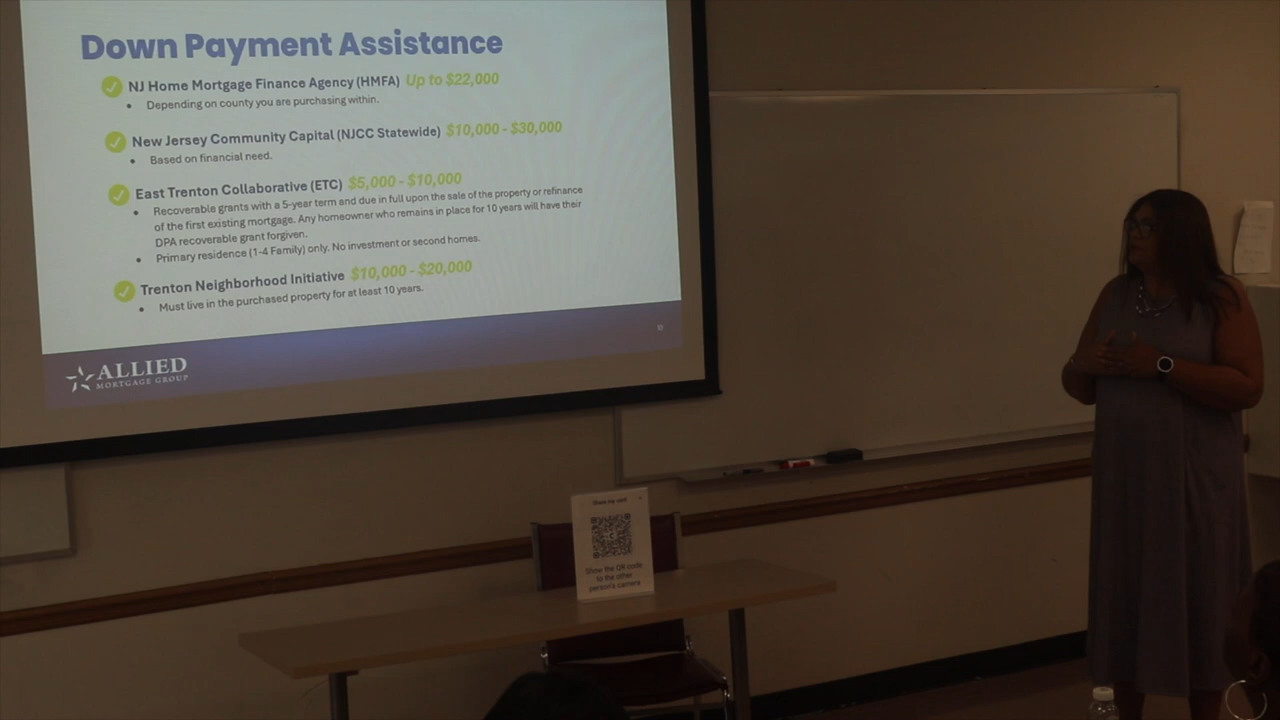 Down Payment Assistance
NJ Home Mortgage Finance Agency (HMFA) Up to $22,000
• Depending on county you are purchasing within.
New Jersey Community Capital (NJCC Statewide) $10,000 - $30,000
• Based on financial need.
East Trenton Collaborative (ETC) $5,000 - $10,000
• Recoverable grants with a 5-year term and due in full upon the sale of the property or refinance
of the first existing mortgage. Any homeowner who remains in place for 10 years will have their
DPA recoverable grant forgiven.
• Primary residence (1-4 Family) only. No investment or second homes.
Trenton Neighborhood Initiative $10,000 - $20,000
• Must live in the purchased property for at least 10 years.
ALLIED
MORTGAGE GROUP
Share my card
Show the QR code
to the other
person's camera